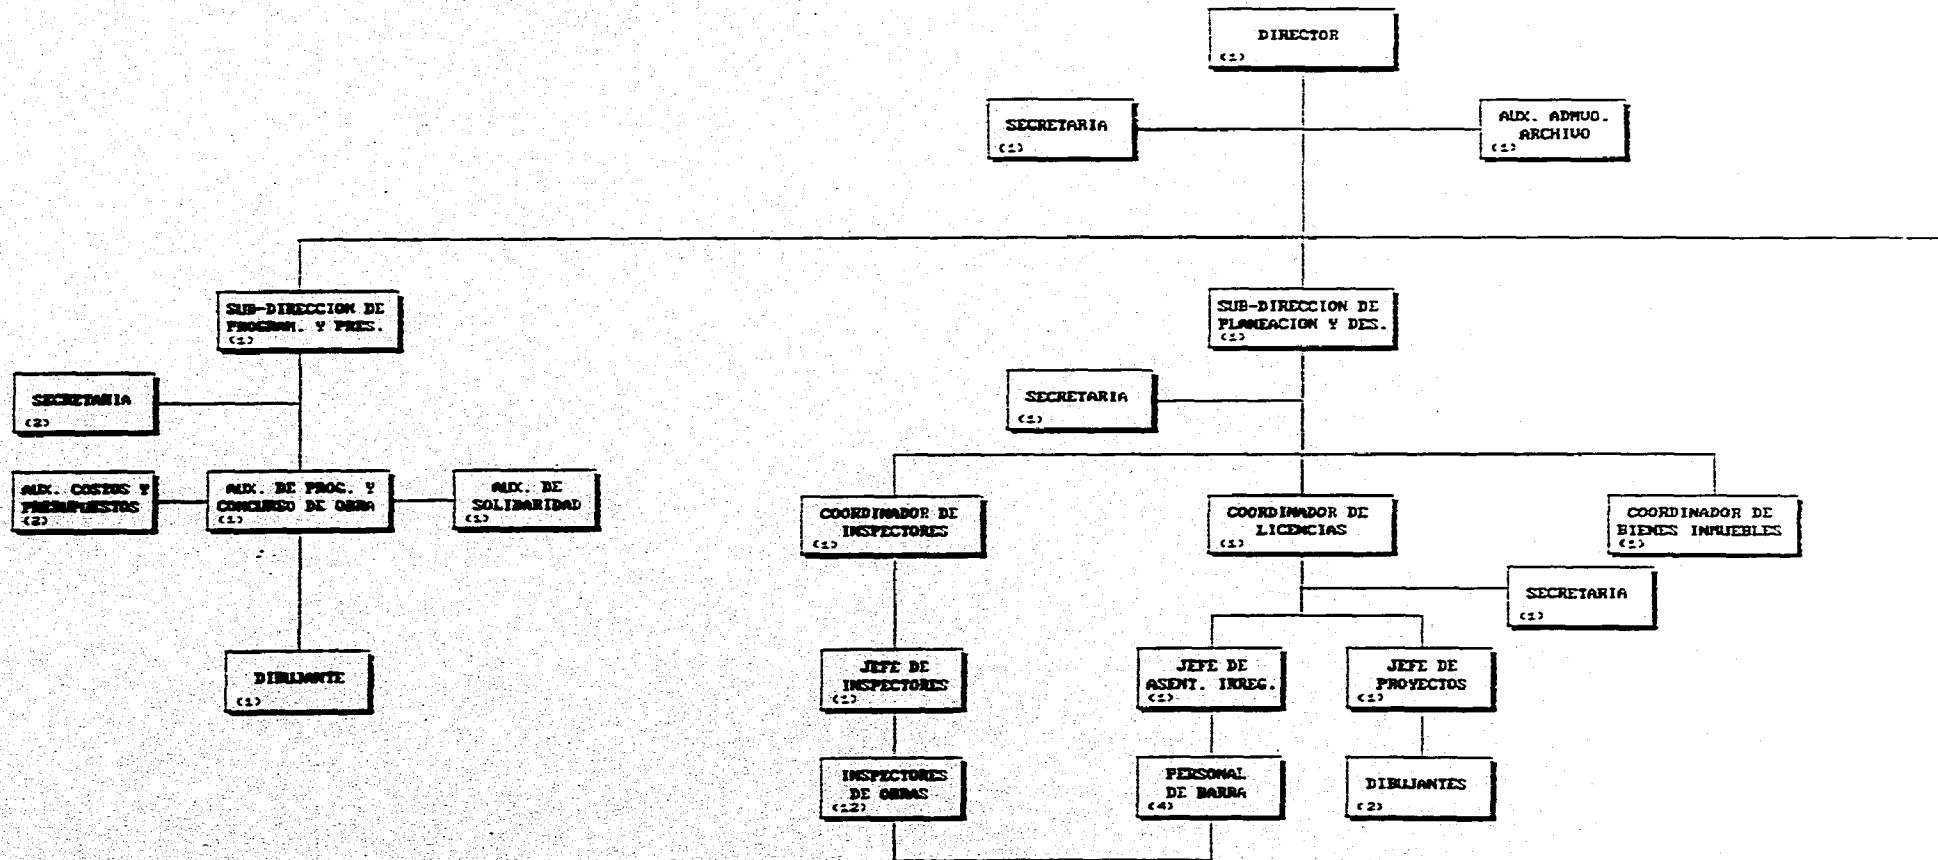 DIRECTOR
(1)
SECRETARIA
(1)
AUX. ADMVO.
ARCHIVO
(1)
SUB-DIRECCION DE
PROGRAM. Y PRES.
(1)
SUB-DIRECCION DE
PLANEACION Y DES.
(1)
SECRETARIA
(2)
SECRETARIA
(1)
AUX. COSTOS Y
PRESUPUESTOS
(2)
AUX. DE PROG. Y
CONCURSO DE OBRA
(1)
AUX. DE
SOLIDARIDAD
(1)
COORDINADOR DE
INSPECTORES
(1)
COORDINADOR DE
LICENCIAS
(1)
COORDINADOR DE
BIENES INMUEBLES
(1)
SECRETARIA
(1)
DIBUJANTE
(1)
JEFE DE
INSPECTORES
(1)
JEFE DE
ASENT. IRREG.
(1)
JEFE DE
PROYECTOS
(1)
INSPECTORES
DE OBRAS
(12)
PERSONAL
DE BARRA
(4)
DIBUJANTES
(2)